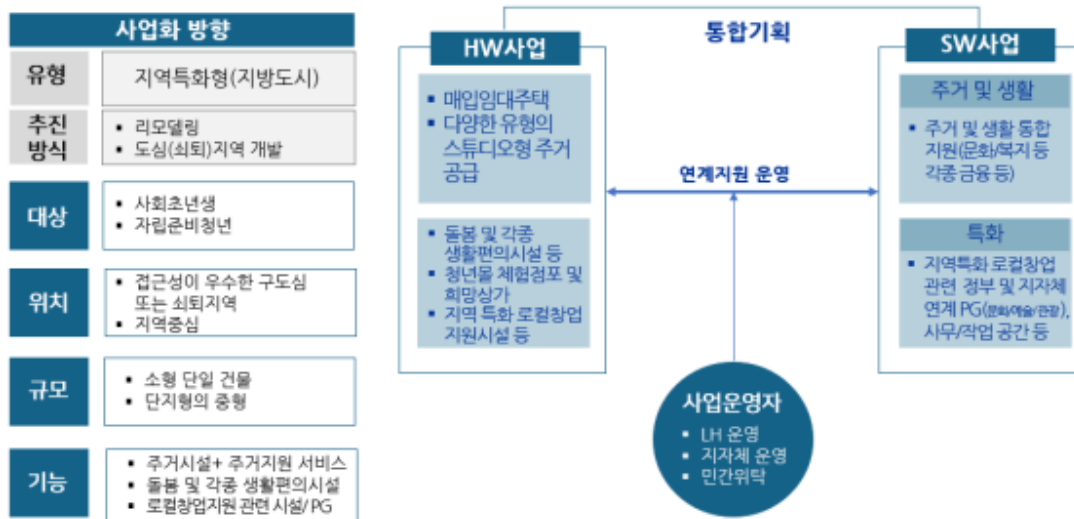 사업화 방향
유형
지역특화형(지방도시)
추진
방식
▪ 리모델링
▪ 도심(쇠퇴)지역 개발
대상
▪ 사회초년생
▪ 자립준비청년
위치
▪ 접근성이 우수한 구도심
또는 쇠퇴지역
▪ 지역중심
규모
▪ 소형 단일 건물
▪ 단지형의 중형
기능
▪ 주거시설+ 주거지원 서비스
▪ 돌봄 및 각종 생활편의시설
▪ 로컬창업지원 관련 시설/ PG
통합기획
HW사업
▪ 매입임대주택
▪ 다양한 유형의
스튜디오형 주거
공급
▪ 돌봄 및 각종
생활편의시설 등
▪ 청년몰 체험점포 및
희망상가
▪ 지역 특화 로컬창업
지원시설 등
연계지원 운영
SW사업
주거 및 생활
▪ 주거 및 생활 통합
지원(문화/복지 등
각종 금융 등)
특화
▪ 지역특화 로컬창업
관련 정부 및 지자체
연계 PG(문화/예술/관광),
사무/작업 공간 등
사업운영자
▪ LH 운영
▪ 지자체 운영
▪ 민간위탁